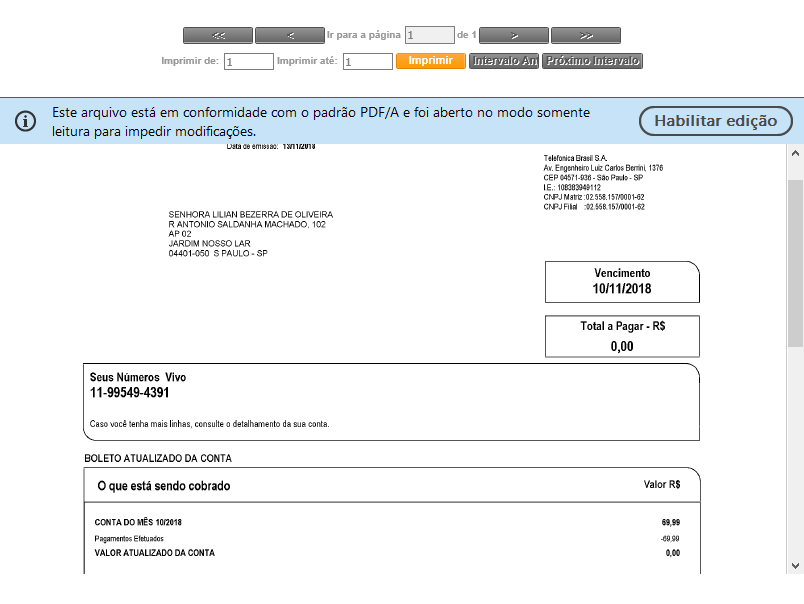 << < Ir para a página 1 de 1 > >>
Imprimir de: 1 Imprimir até: 1 Imprimir Intervalo An Próximo Intervalo
Este arquivo está em conformidade com o padrão PDF/A e foi aberto no modo somente
leitura para impedir modificações.
Habilitar edição
Data de emissão: 13/11/2018
Telefonica Brasil S.A.
Av. Engenheiro Luiz Carlos Berrini, 1376
CEP 04571-936 - São Paulo - SP
I.E.: 108383949112
CNPJ Matriz :02.558.157/0001-62
CNPJ Filial :02.558.157/0001-62
SENHORA LILIAN BEZERRA DE OLIVEIRA
R ANTONIO SALDANHA MACHADO, 102
AP 02
JARDIM NOSSO LAR
04401-050 S PAULO - SP
Vencimento
10/11/2018
Total a Pagar - R$
0,00
Seus Números Vivo
11-99549-4391
Caso você tenha mais linhas, consulte o detalhamento da sua conta.
BOLETO ATUALIZADO DA CONTA
O que está sendo cobrado Valor R$
CONTA DO MÊS 10/2018 69,99
Pagamentos Efetuados -69,99
VALOR ATUALIZADO DA CONTA 0,00